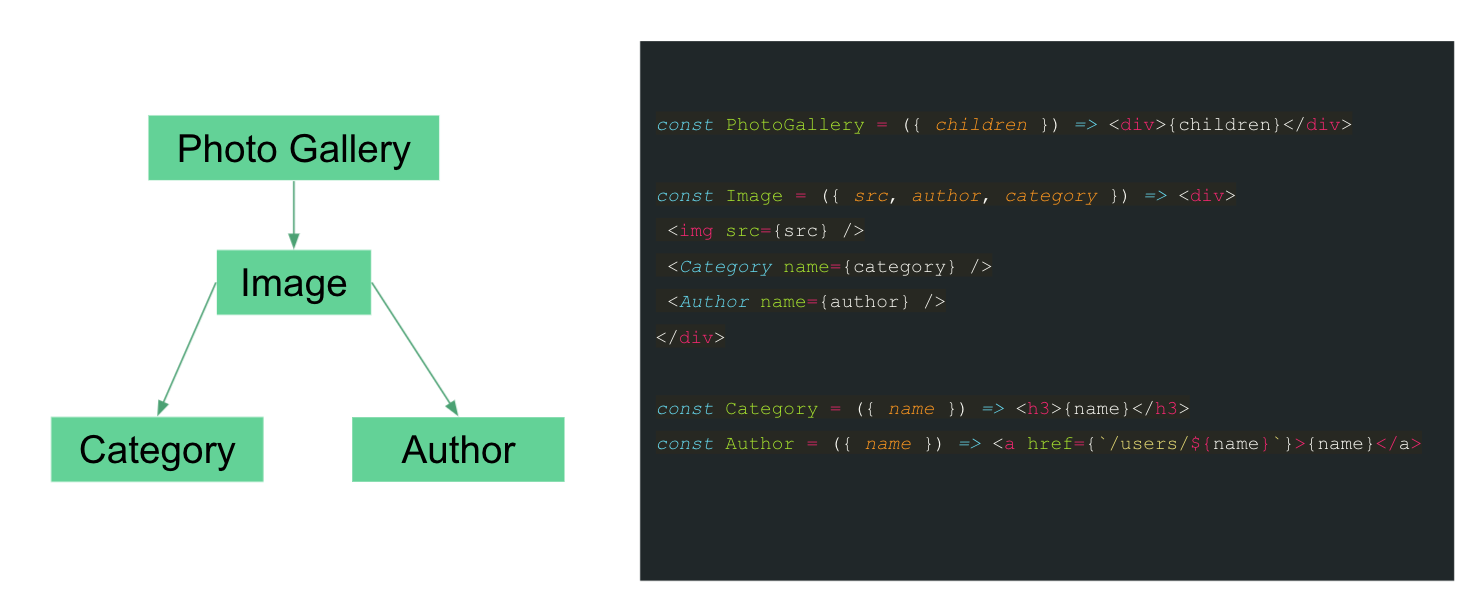 Photo Gallery
Image
Category
Author
const PhotoGallery = ({ children }) => <div>{children}</div>
const Image = ({ src, author, category }) => <div>
<img src={src} />
<Category name={category} />
<Author name={author} />
</div>
const Category = ({ name }) => <h3>{name}</h3>
const Author = ({ name }) => <a href={`/users/${name}`}>{name}</a>